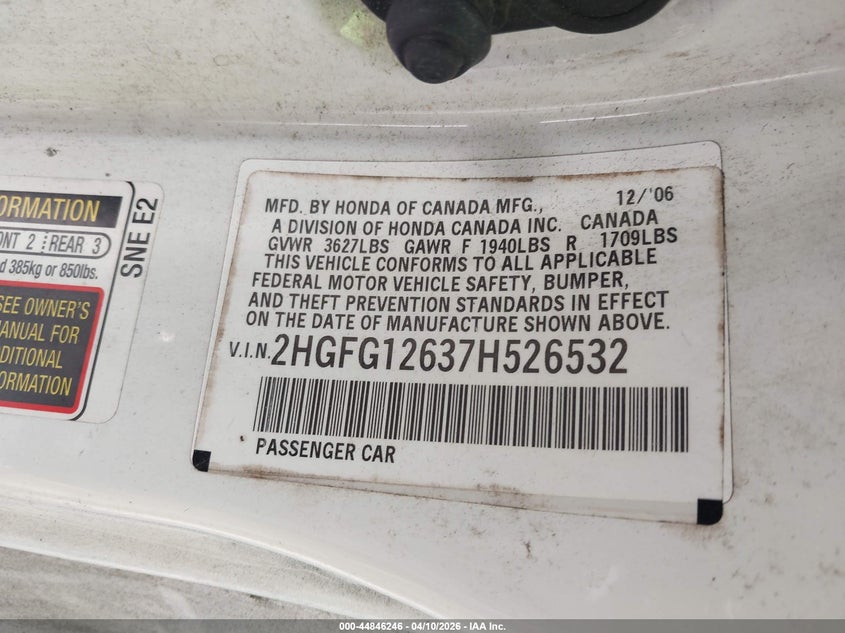 ORMATION
ONT 2 REAR 3
d 385kg or 850lbs.
SEE OWNER'S
MANUAL FOR
ADDITIONAL
FORMATION
SNE E2
MFD. BY HONDA OF CANADA MFG., 12/'06
A DIVISION OF HONDA CANADA INC. CANADA
GVWR 3627LBS GAWR F 1940LBS R 1709LBS
THIS VEHICLE CONFORMS TO ALL APPLICABLE
FEDERAL MOTOR VEHICLE SAFETY, BUMPER,
AND THEFT PREVENTION STANDARDS IN EFFECT
ON THE DATE OF MANUFACTURE SHOWN ABOVE.
V.I.N. 2HGFG12637H526532
PASSENGER CAR
000-44846246 - 04/10/2026 - IAA Inc.